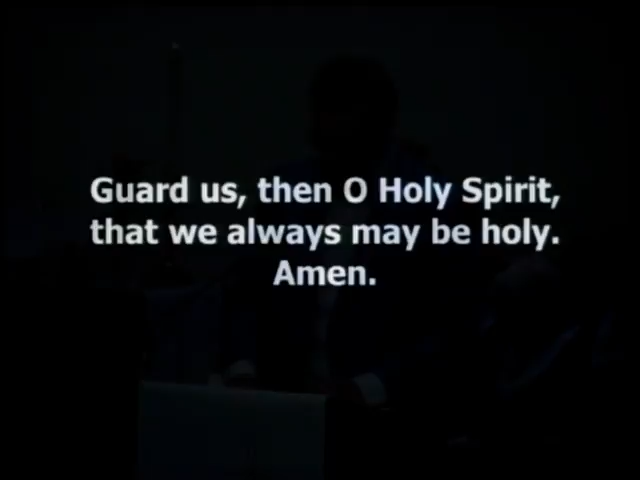 Guard us, then O Holy Spirit,
that we always may be holy.
Amen.